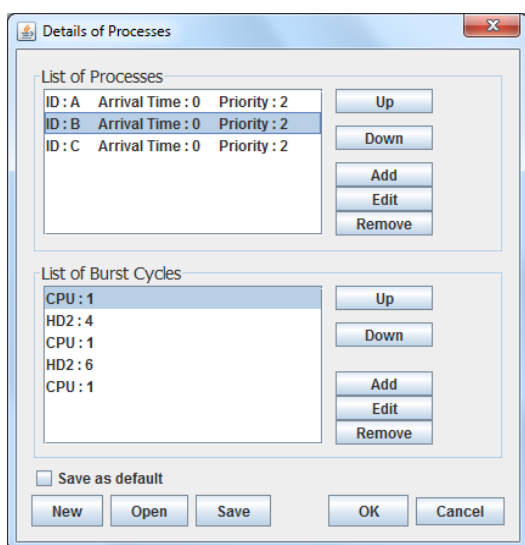 Details of Processes
List of Processes
ID : A Arrival Time : 0 Priority : 2
ID : B Arrival Time : 0 Priority : 2
ID : C Arrival Time : 0 Priority : 2
Up
Down
Add
Edit
Remove
List of Burst Cycles
CPU : 1
HD2 : 4
CPU : 1
HD2 : 6
CPU : 1
Up
Down
Add
Edit
Remove
Save as default
New Open Save OK Cancel